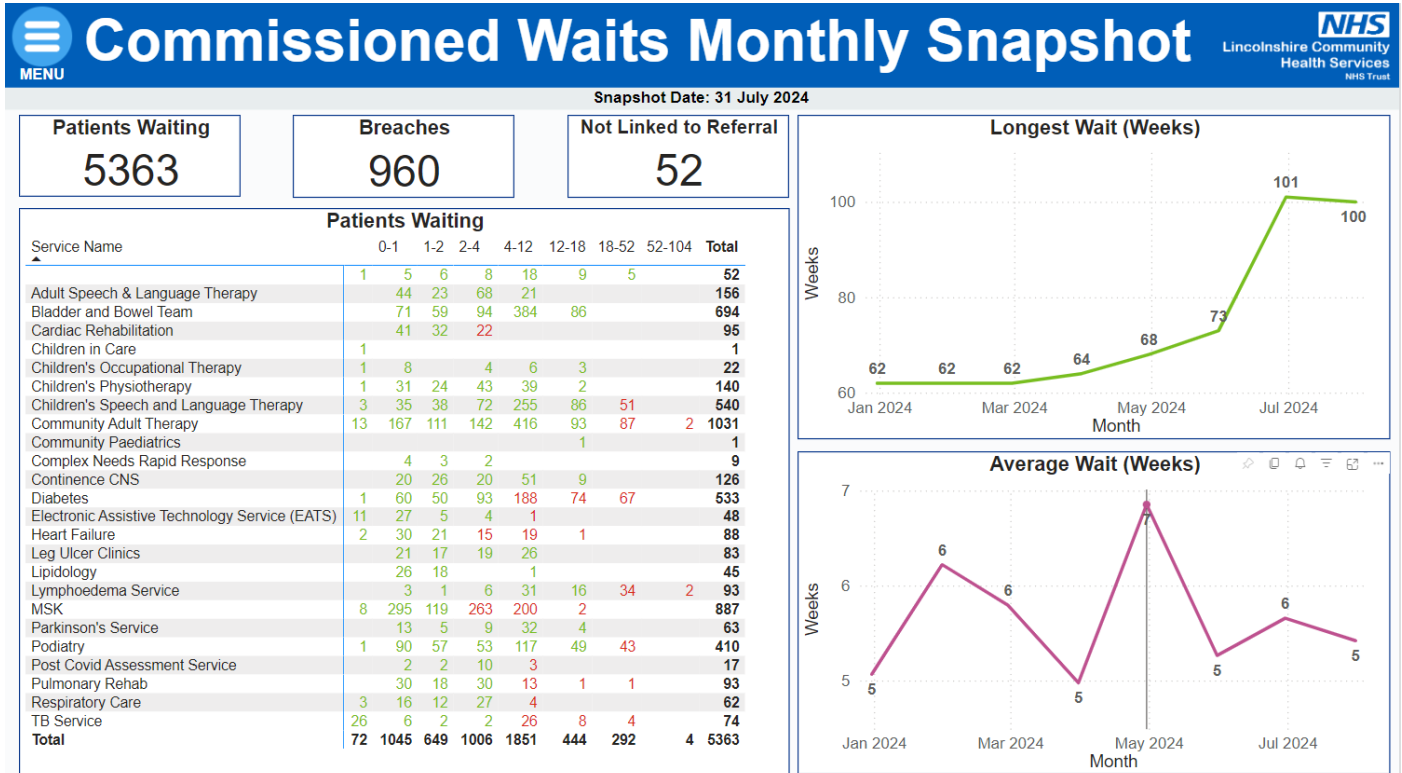 Commissioned Waits Monthly Snapshot
MENU
NHS
Lincolnshire Community
Health Services
NHS Trust
Snapshot Date: 31 July 2024
Patients Waiting
5363
Breaches
960
Not Linked to Referral
52
Patients Waiting
Service Name 0-1 1-2 2-4 4-12 12-18 18-52 52-104 Total
1 5 6 8 18 9 5 52
Adult Speech & Language Therapy 44 23 68 21 156
Bladder and Bowel Team 71 59 94 384 86 694
Cardiac Rehabilitation 41 32 22 95
Children in Care 1 1
Children's Occupational Therapy 1 8 4 6 3 22
Children's Physiotherapy 1 31 24 43 39 2 140
Children's Speech and Language Therapy 3 35 38 72 255 86 51 540
Community Adult Therapy 13 167 111 142 416 93 87 2 1031
Community Paediatrics 1 1
Complex Needs Rapid Response 4 3 2 9
Continence CNS 20 26 20 51 9 126
Diabetes 1 60 50 93 188 74 67 533
Electronic Assistive Technology Service (EATS) 11 27 5 4 1 48
Heart Failure 2 30 21 15 19 1 88
Leg Ulcer Clinics 21 17 19 26 83
Lipidology 26 18 1 45
Lymphoedema Service 3 1 6 31 16 34 2 93
MSK 8 295 119 263 200 2 887
Parkinson's Service 13 5 9 32 4 63
Podiatry 1 90 57 53 117 49 43 410
Post Covid Assessment Service 2 2 10 3 17
Pulmonary Rehab 30 18 30 13 1 1 93
Respiratory Care 3 16 12 27 4 62
TB Service 26 6 2 2 26 8 4 74
Total 72 1045 649 1006 1851 444 292 4 5363
Longest Wait (Weeks)
Weeks
100
80
60
62 62 62 64 68 73 101 100
Jan 2024 Mar 2024 May 2024 Jul 2024
Month
Average Wait (Weeks)
Weeks
7
6
5
5 6 6 5 7 5 6 5
Jan 2024 Mar 2024 May 2024 Jul 2024
Month